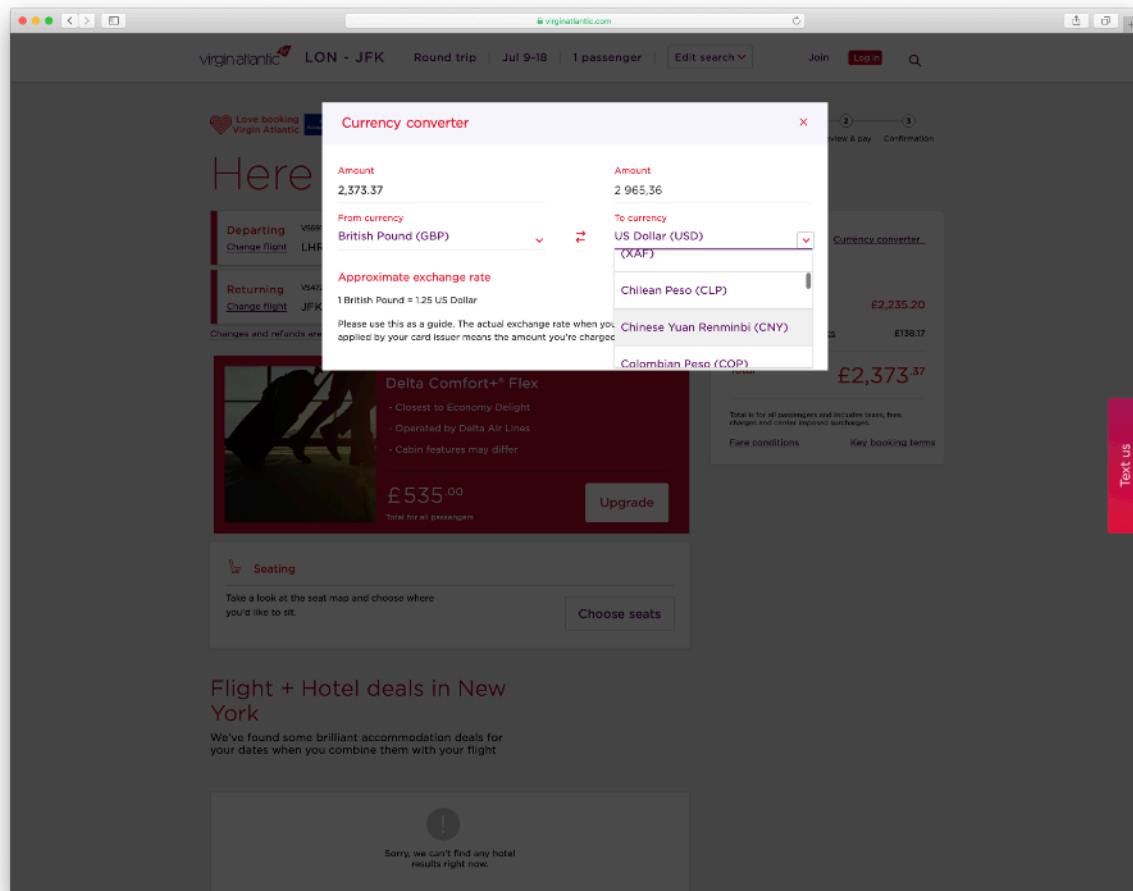 virginatlantic.com
virgin atlantic LON - JFK Round trip Jul 9-18 1 passenger Edit search Join Log in
Love booking
Virgin Atlantic
2 3
view & pay Confirmation
Here
Currency converter
Amount
2,373.37
Amount
2 965,36
From currency
British Pound (GBP)
To currency
US Dollar (USD)
(XAF)
Chilean Peso (CLP)
Chinese Yuan Renminbi (CNY)
Colombian Peso (COP)
Approximate exchange rate
1 British Pound = 1.25 US Dollar
Please use this as a guide. The actual exchange rate when you
applied by your card issuer means the amount you're charged
Departing
Change flight LHR
Returning
Change flight JFK
Changes and refunds are
Currency converter
£2,235.20
£138.17
Total £2,373.37
Total is for all passengers and includes taxes, fees,
charges and carrier imposed surcharges.
Fare conditions Key booking terms
Delta Comfort+® Flex
- Closest to Economy Delight
- Operated by Delta Air Lines
- Cabin features may differ
£535.00
Total for all passengers
Upgrade
Text us
Seating
Take a look at the seat map and choose where
you'd like to sit.
Choose seats
Flight + Hotel deals in New
York
We've found some brilliant accommodation deals for
your dates when you combine them with your flight
Sorry, we can't find any hotel
results right now.